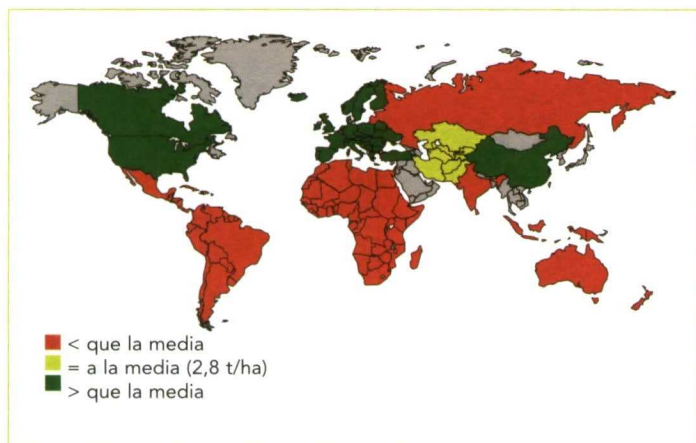 < que la media
= a la media (2,8 t/ha)
> que la media